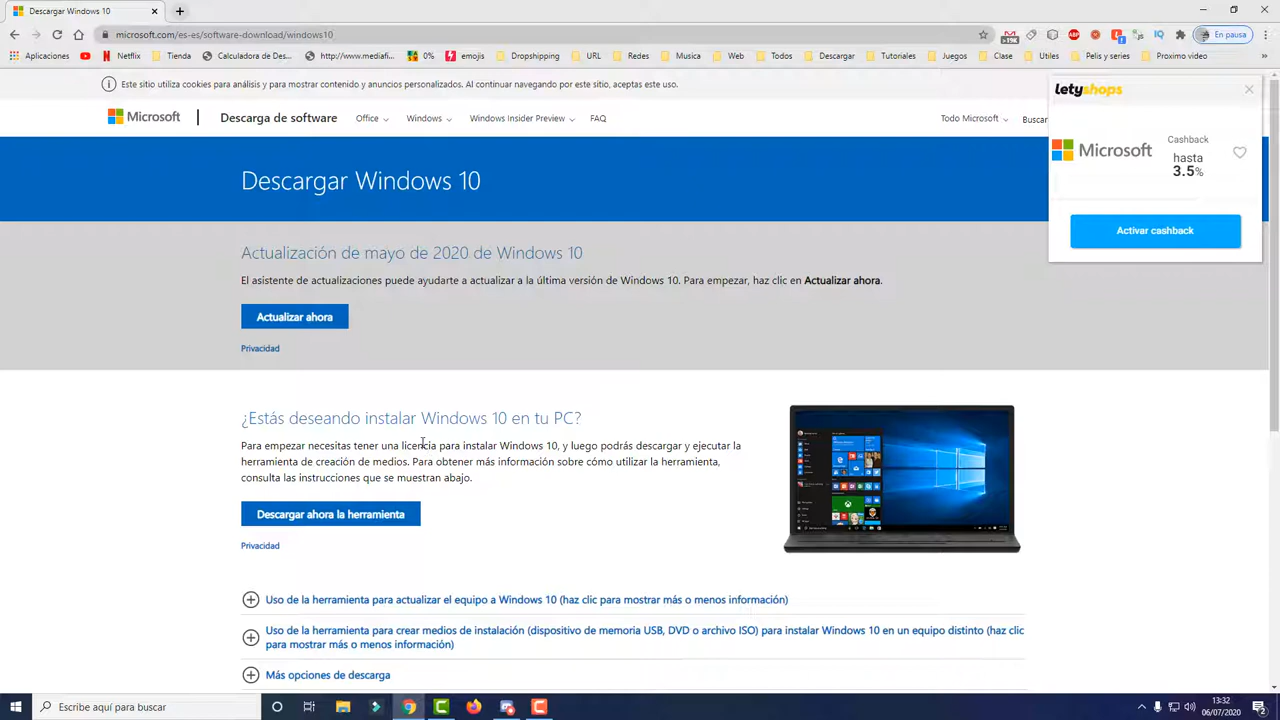 Descargar Windows 10
microsoft.com/es-es/software-download/windows10
En pausa
Aplicaciones
Netflix
Tienda
Calculadora de Des...
http://www.mediafi...
0%
emojis
Dropshipping
URL
Redes
Musica
Web
Todos
Descargar
Tutoriales
Juegos
Clase
Pelis y series
Proximo video
Este sitio utiliza cookies para análisis y para mostrar contenido y anuncios personalizados. Al continuar navegando por este sitio, aceptas este uso.
Microsoft
Descarga de software
Office
Windows
Windows Insider Preview
FAQ
Todo Microsoft
Buscar
letyshops
Microsoft
Cashback
hasta
3.5%
Activar cashback
Descargar Windows 10
Actualización de mayo de 2020 de Windows 10
El asistente de actualizaciones puede ayudarte a actualizar a la última versión de Windows 10. Para empezar, haz clic en Actualizar ahora.
Actualizar ahora
Privacidad
¿Estás deseando instalar Windows 10 en tu PC?
Para empezar necesitas tener una licencia para instalar Windows 10, y luego podrás descargar y ejecutar la
herramienta de creación de medios. Para obtener más información sobre cómo utilizar la herramienta,
consulta las instrucciones que se muestran abajo.
Descargar ahora la herramienta
Privacidad
Uso de la herramienta para actualizar el equipo a Windows 10 (haz clic para mostrar más o menos información)
Uso de la herramienta para crear medios de instalación (dispositivo de memoria USB, DVD o archivo ISO) para instalar Windows 10 en un equipo distinto (haz clic
para mostrar más o menos información)
Más opciones de descarga
Escribe aquí para buscar
13:32
06/07/2020